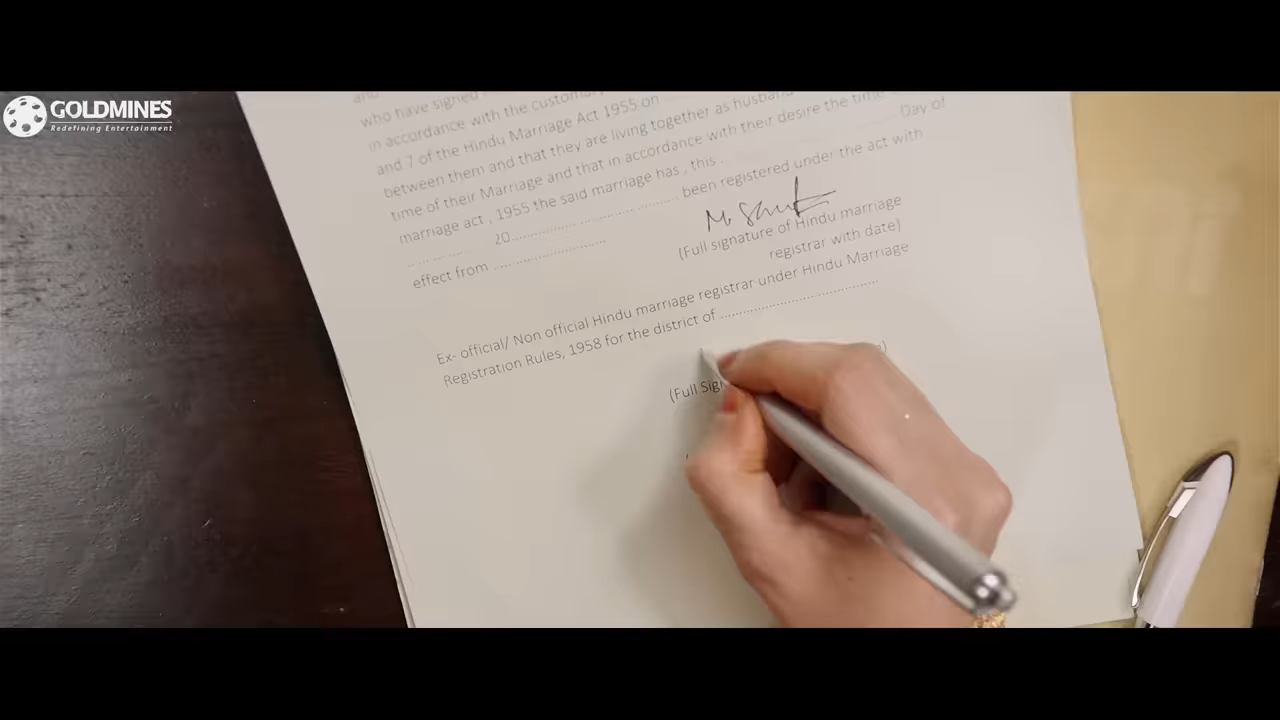 GOLDMINES
Redefining Entertainment
and
who have signed
in accordance with the customary
and 7 of the Hindu Marriage Act 1955 on
between them and that they are living together as husband
time of their Marriage and that in accordance with their desire the time
marriage act , 1955 the said marriage has , this . .................... Day of
............ 20.................................... been registered under the act with
effect from ............................
M. Shut
(Full signature of Hindu marriage
registrar with date)
Ex- official/ Non official Hindu marriage registrar under Hindu Marriage
Registration Rules, 1958 for the district of ........................................
(Full Sig